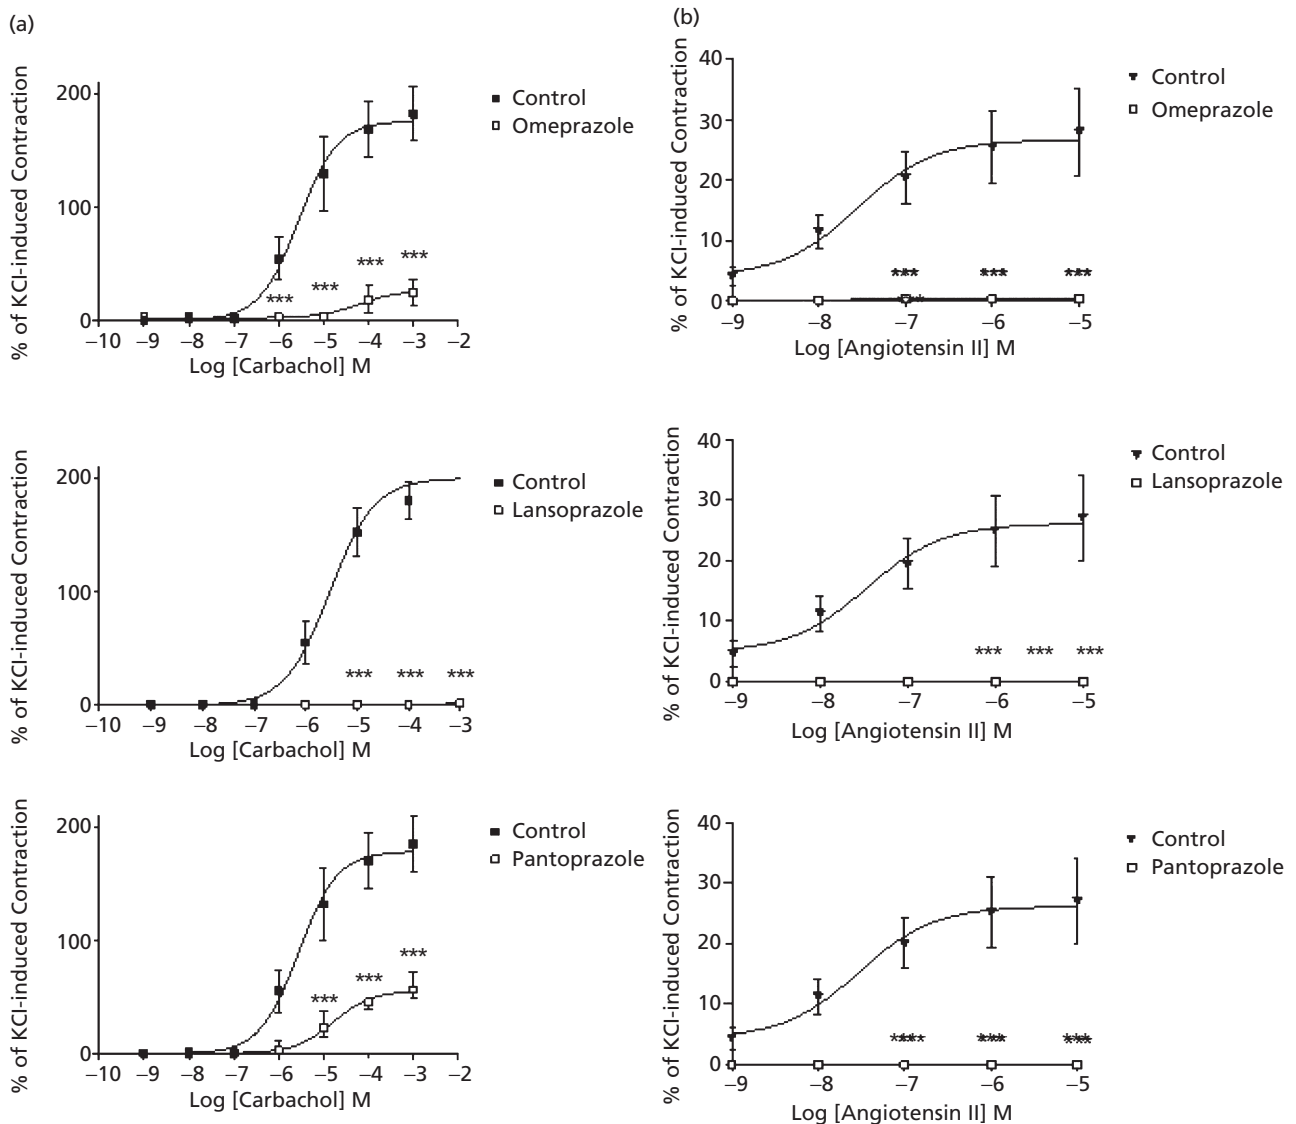 (a)
% of KCl-induced Contraction
200
100
0
Control
Omeprazole
***
***
***
***
−10 −9 −8 −7 −6 −5 −4 −3 −2
Log [Carbachol] M
% of KCl-induced Contraction
200
100
0
Control
Lansoprazole
*** *** ***
−10 −9 −8 −7 −6 −5 −4 −3
Log [Carbachol] M
% of KCl-induced Contraction
200
100
0
Control
Pantoprazole
***
***
***
−10 −9 −8 −7 −6 −5 −4 −3 −2
Log [Carbachol] M
(b)
% of KCl-induced Contraction
40
30
20
10
0
Control
Omeprazole
*** *** ***
−9 −8 −7 −6 −5
Log [Angiotensin II] M
% of KCl-induced Contraction
40
30
20
10
0
Control
Lansoprazole
*** *** ***
−9 −8 −7 −6 −5
Log [Angiotensin II] M
% of KCl-induced Contraction
40
30
20
10
0
Control
Pantoprazole
−9 −8 −7 −6 −5
Log [Angiotensin II] M